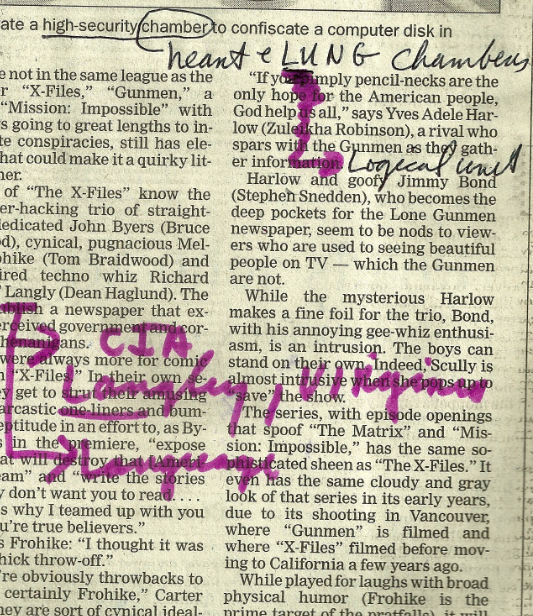 ate a high-security chamber to confiscate a computer disk in
heart & LUNG chambers
e not in the same league as the
r "X-Files," "Gunmen," a
"Mission: Impossible" with
s going to great lengths to in-
te conspiracies, still has ele-
hat could make it a quirky lit-
ner.
of "The X-Files" know the
er-hacking trio of straight-
dedicated John Byers (Bruce
od), cynical, pugnacious Mel-
ohike (Tom Braidwood) and
ired techno whiz Richard
Langly (Dean Haglund). The
ablish a newspaper that ex-
erceived government and cor-
henanigans.
were always more for comic
"X-Files." In their own se-
y get to strut their amusing
arcastic one-liners and bum-
eptitude in an effort to, as By-
s in the premiere, "expose
at will destroy that 'Ameri
eam'" and "write the stories
y don't want you to read . . . .
s why I teamed up with you
u're true believers."
s Frohike: "I thought it was
hick throw-off."
're obviously throwbacks to
certainly Frohike," Carter
hey are sort of cynical ideal-
CIA
Langley, Virginia
Language
"If you simply pencil-necks are the
only hope for the American people,
God help us all," says Yves Adele Har-
low (Zuleikha Robinson), a rival who
spars with the Gunmen as they gath-
er information.
Logical unit
Harlow and goofy Jimmy Bond
(Stephen Snedden), who becomes the
deep pockets for the Lone Gunmen
newspaper, seem to be nods to view-
ers who are used to seeing beautiful
people on TV — which the Gunmen
are not.
While the mysterious Harlow
makes a fine foil for the trio, Bond,
with his annoying gee-whiz enthusi-
asm, is an intrusion. The boys can
stand on their own. Indeed, Scully is
almost intrusive when she pops up to
"save" the show.
The series, with episode openings
that spoof "The Matrix" and "Mis-
sion: Impossible," has the same so-
phisticated sheen as "The X-Files." It
even has the same cloudy and gray
look of that series in its early years,
due to its shooting in Vancouver,
where "Gunmen" is filmed and
where "X-Files" filmed before mov-
ing to California a few years ago.
While played for laughs with broad
physical humor (Frohike is the
prime target of the pratfalls), it will